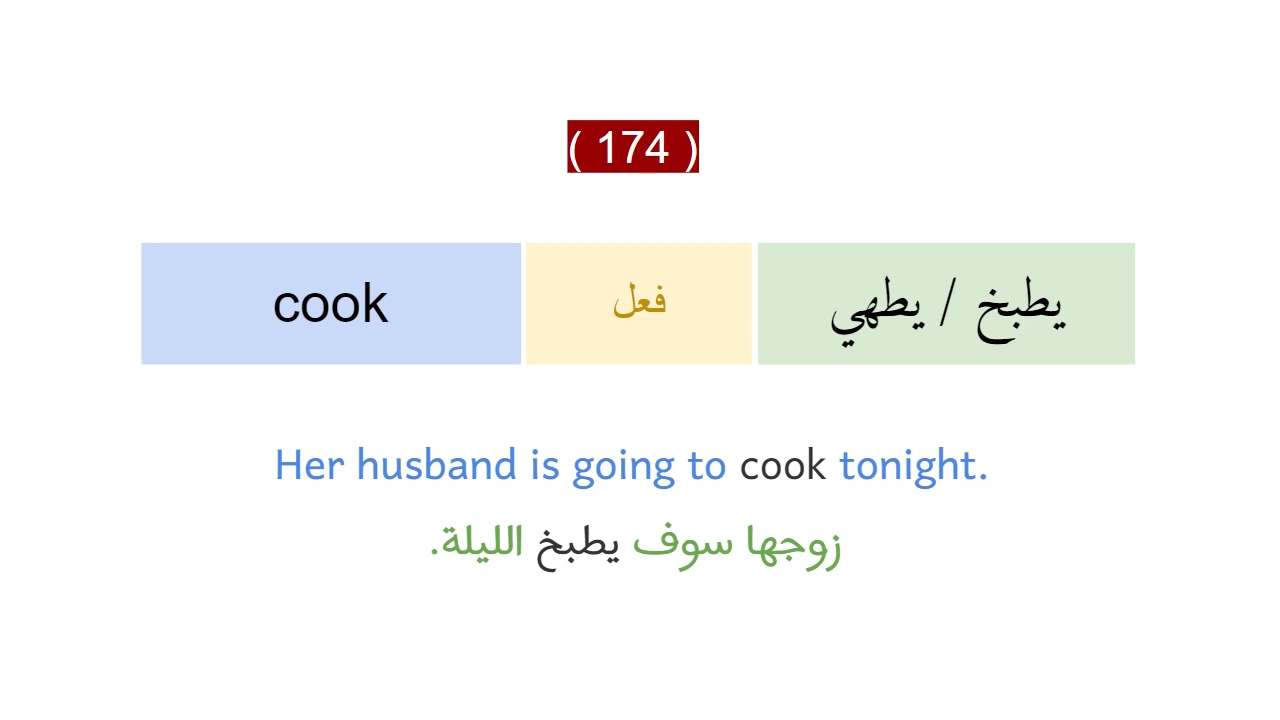 ( 174 )
cook فعل يطبخ / يطهي
Her husband is going to cook tonight.
زوجها سوف يطبخ الليلة.